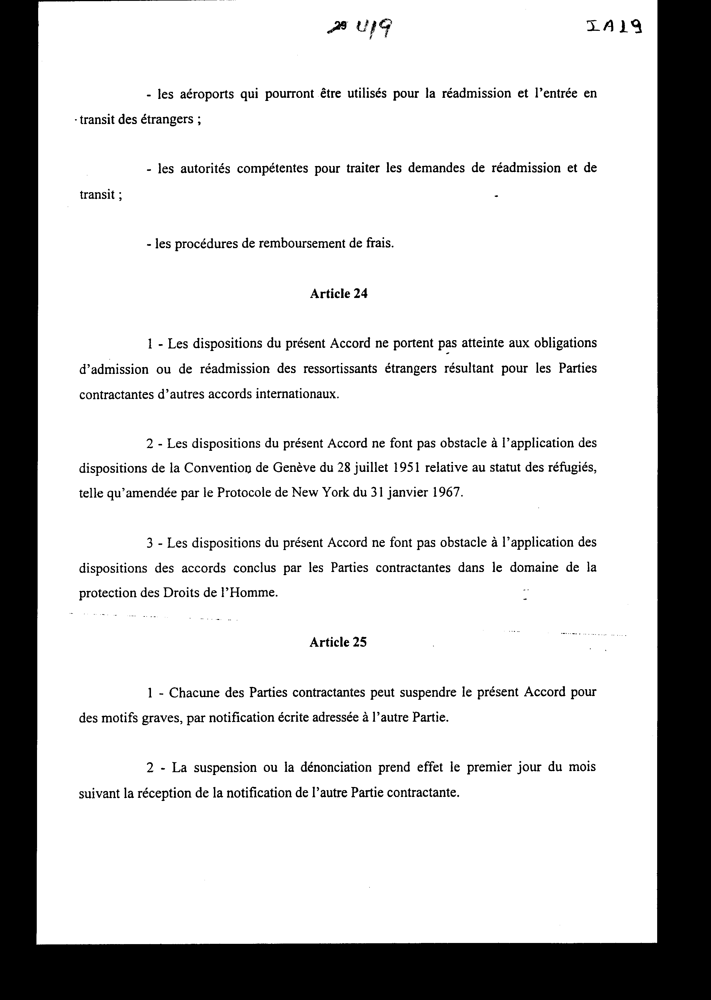 29 U19 IA19
- les aéroports qui pourront être utilisés pour la réadmission et l'entrée en
transit des étrangers ;
- les autorités compétentes pour traiter les demandes de réadmission et de
transit ;
- les procédures de remboursement de frais.
Article 24
1 - Les dispositions du présent Accord ne portent pas atteinte aux obligations
d'admission ou de réadmission des ressortissants étrangers résultant pour les Parties
contractantes d'autres accords internationaux.
2 - Les dispositions du présent Accord ne font pas obstacle à l'application des
dispositions de la Convention de Genève du 28 juillet 1951 relative au statut des réfugiés,
telle qu'amendée par le Protocole de New York du 31 janvier 1967.
3 - Les dispositions du présent Accord ne font pas obstacle à l'application des
dispositions des accords conclus par les Parties contractantes dans le domaine de la
protection des Droits de l'Homme.
Article 25
1 - Chacune des Parties contractantes peut suspendre le présent Accord pour
des motifs graves, par notification écrite adressée à l'autre Partie.
2 - La suspension ou la dénonciation prend effet le premier jour du mois
suivant la réception de la notification de l'autre Partie contractante.